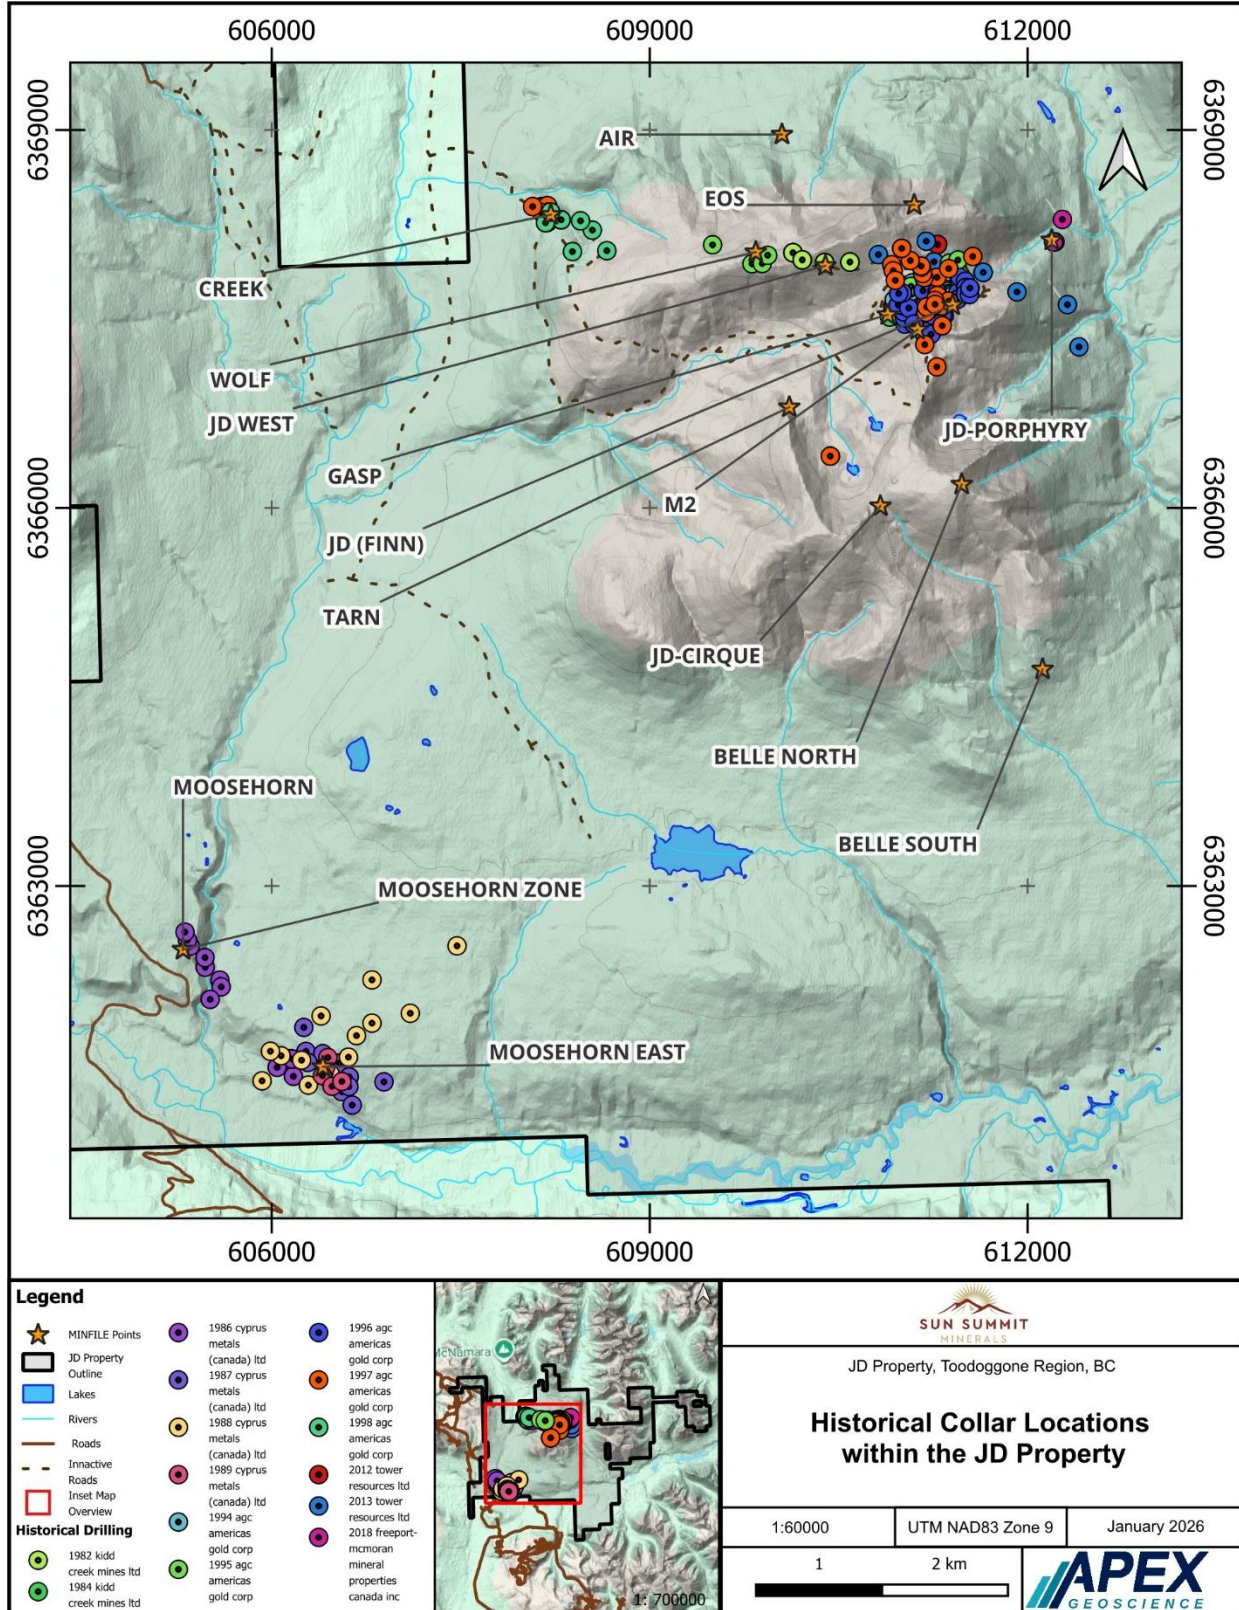 606000
609000
612000
6369000
6369000
AIR
EOS
CREEK
WOLF
JD WEST
JD-PORPHYRY
GASP
M2
6366000
6366000
JD (FINN)
TARN
JD-CIRQUE
BELLE NORTH
MOOSEHORN
BELLE SOUTH
MOOSEHORN ZONE
6363000
6363000
MOOSEHORN EAST
606000
609000
612000
Legend
MINFILE Points
JD Property
Outline
Lakes
Rivers
Roads
Innactive
Roads
Inset Map
Overview
Historical Drilling
1982 kidd
creek mines ltd
1984 kidd
creek mines ltd
1986 cyprus
metals
(canada) ltd
1987 cyprus
metals
(canada) ltd
1988 cyprus
metals
(canada) ltd
1989 cyprus
metals
(canada) ltd
1994 agc
americas
gold corp
1995 agc
americas
gold corp
1996 agc
americas
gold corp
1997 agc
americas
gold corp
1998 agc
americas
gold corp
2012 tower
resources ltd
2013 tower
resources ltd
2018 freeport-
mcmoran
mineral
properties
canada inc
McNamara
1: 700000
SUN SUMMIT
MINERALS
JD Property, Toodoggone Region, BC
Historical Collar Locations
within the JD Property
1:60000
UTM NAD83 Zone 9
January 2026
1 2 km
APEX
GEOSCIENCE